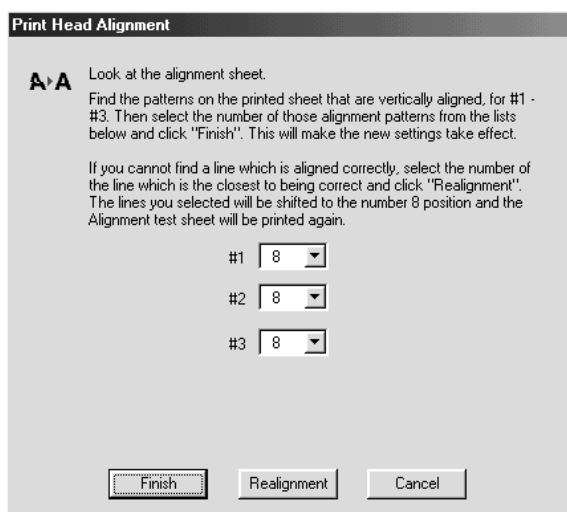 Print Head Alignment
A▸A Look at the alignment sheet.
Find the patterns on the printed sheet that are vertically aligned, for #1 -
#3. Then select the number of those alignment patterns from the lists
below and click "Finish". This will make the new settings take effect.
If you cannot find a line which is aligned correctly, select the number of
the line which is the closest to being correct and click "Realignment".
The lines you selected will be shifted to the number 8 position and the
Alignment test sheet will be printed again.
#1 8
#2 8
#3 8
Finish Realignment Cancel